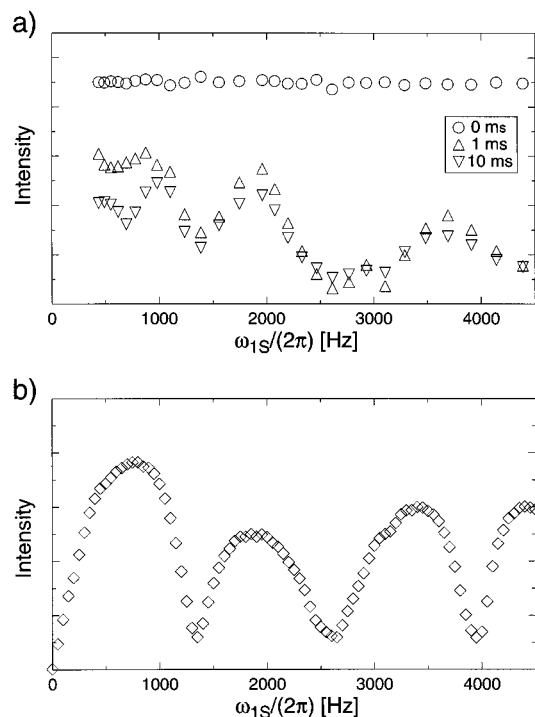 a)
Intensity
0 ms
1 ms
10 ms
0 1000 2000 3000 4000
ω1S/(2π) [Hz]
b)
Intensity
0 1000 2000 3000 4000
ω1S/(2π) [Hz]